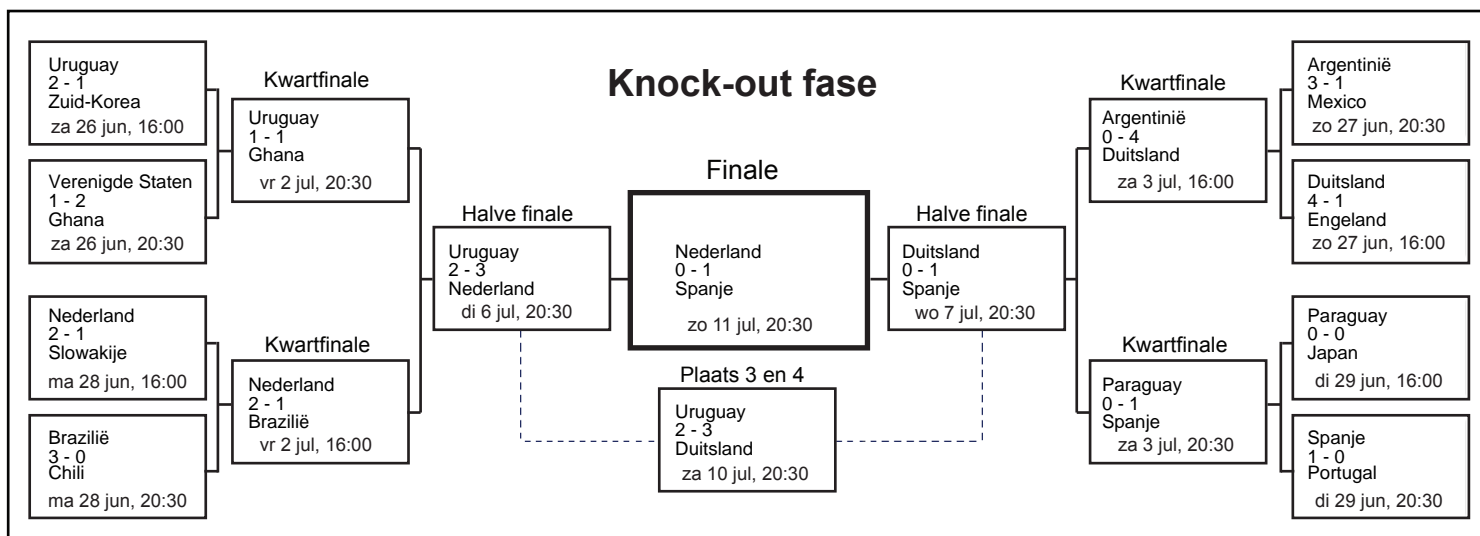 Knock-out fase
Uruguay
2 - 1
Zuid-Korea
za 26 jun, 16:00
Verenigde Staten
1 - 2
Ghana
za 26 jun, 20:30
Nederland
2 - 1
Slowakije
ma 28 jun, 16:00
Brazilië
3 - 0
Chili
ma 28 jun, 20:30
Kwartfinale
Uruguay
1 - 1
Ghana
vr 2 jul, 20:30
Kwartfinale
Nederland
2 - 1
Brazilië
vr 2 jul, 16:00
Halve finale
Uruguay
2 - 3
Nederland
di 6 jul, 20:30
Finale
Nederland
0 - 1
Spanje
zo 11 jul, 20:30
Plaats 3 en 4
Uruguay
2 - 3
Duitsland
za 10 jul, 20:30
Halve finale
Duitsland
0 - 1
Spanje
wo 7 jul, 20:30
Kwartfinale
Argentinië
0 - 4
Duitsland
za 3 jul, 16:00
Kwartfinale
Paraguay
0 - 1
Spanje
za 3 jul, 20:30
Argentinië
3 - 1
Mexico
zo 27 jun, 20:30
Duitsland
4 - 1
Engeland
zo 27 jun, 16:00
Paraguay
0 - 0
Japan
di 29 jun, 16:00
Spanje
1 - 0
Portugal
di 29 jun, 20:30